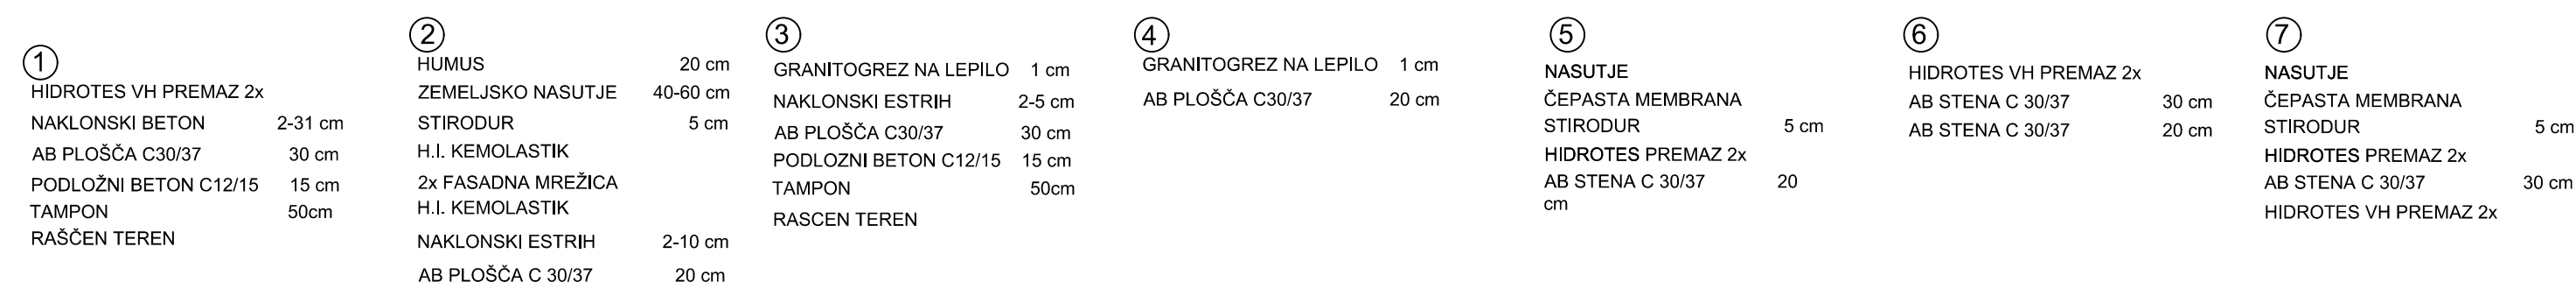 1
HIDROTES VH PREMAZ 2x
NAKLONSKI BETON 2-31 cm
AB PLOŠČA C30/37 30 cm
PODLOŽNI BETON C12/15 15 cm
TAMPON 50cm
RAŠČEN TEREN
2
HUMUS 20 cm
ZEMELJSKO NASUTJE 40-60 cm
STIRODUR 5 cm
H.I. KEMOLASTIK
2x FASADNA MREŽICA
H.I. KEMOLASTIK
NAKLONSKI ESTRIH 2-10 cm
AB PLOŠČA C 30/37 20 cm
3
GRANITOGREZ NA LEPILO 1 cm
NAKLONSKI ESTRIH 2-5 cm
AB PLOŠČA C30/37 30 cm
PODLOZNI BETON C12/15 15 cm
TAMPON 50cm
RASCEN TEREN
4
GRANITOGREZ NA LEPILO 1 cm
AB PLOŠČA C30/37 20 cm
5
NASUTJE
ČEPASTA MEMBRANA
STIRODUR 5 cm
HIDROTES PREMAZ 2x
AB STENA C 30/37 20
cm
6
HIDROTES VH PREMAZ 2x
AB STENA C 30/37 30 cm
AB STENA C 30/37 20 cm
7
NASUTJE
ČEPASTA MEMBRANA
STIRODUR 5 cm
HIDROTES PREMAZ 2x
AB STENA C 30/37 30 cm
HIDROTES VH PREMAZ 2x